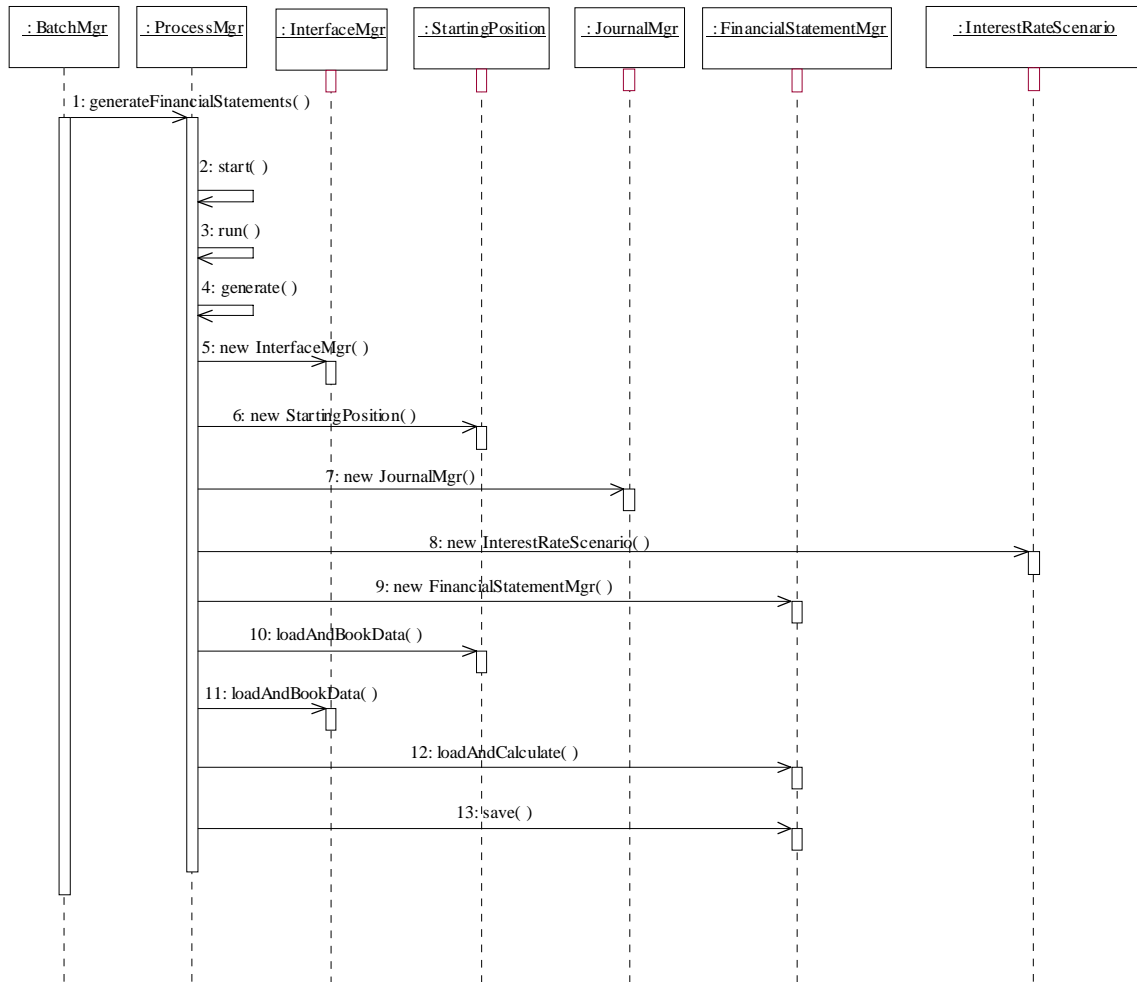 : BatchMgr
: ProcessMgr
: InterfaceMgr
: StartingPosition
: JournalMgr
: FinancialStatementMgr
: InterestRateScenario
1: generateFinancialStatements( )
2: start( )
3: run( )
4: generate( )
5: new InterfaceMgr( )
6: new StartingPosition( )
7: new JournalMgr()
8: new InterestRateScenario( )
9: new FinancialStatementMgr( )
10: loadAndBookData( )
11: loadAndBookData( )
12: loadAndCalculate( )
13: save( )